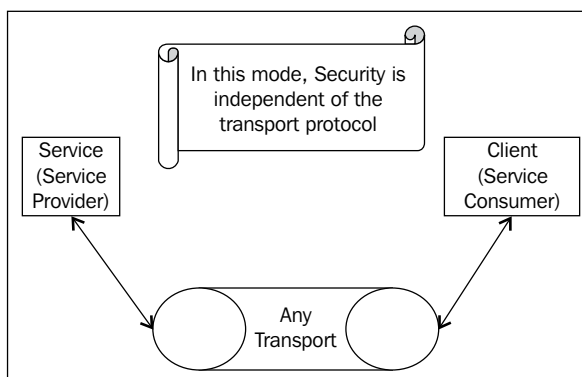 In this mode, Security is
independent of the
transport protocol
Service
(Service
Provider)
Client
(Service
Consumer)
Any
Transport